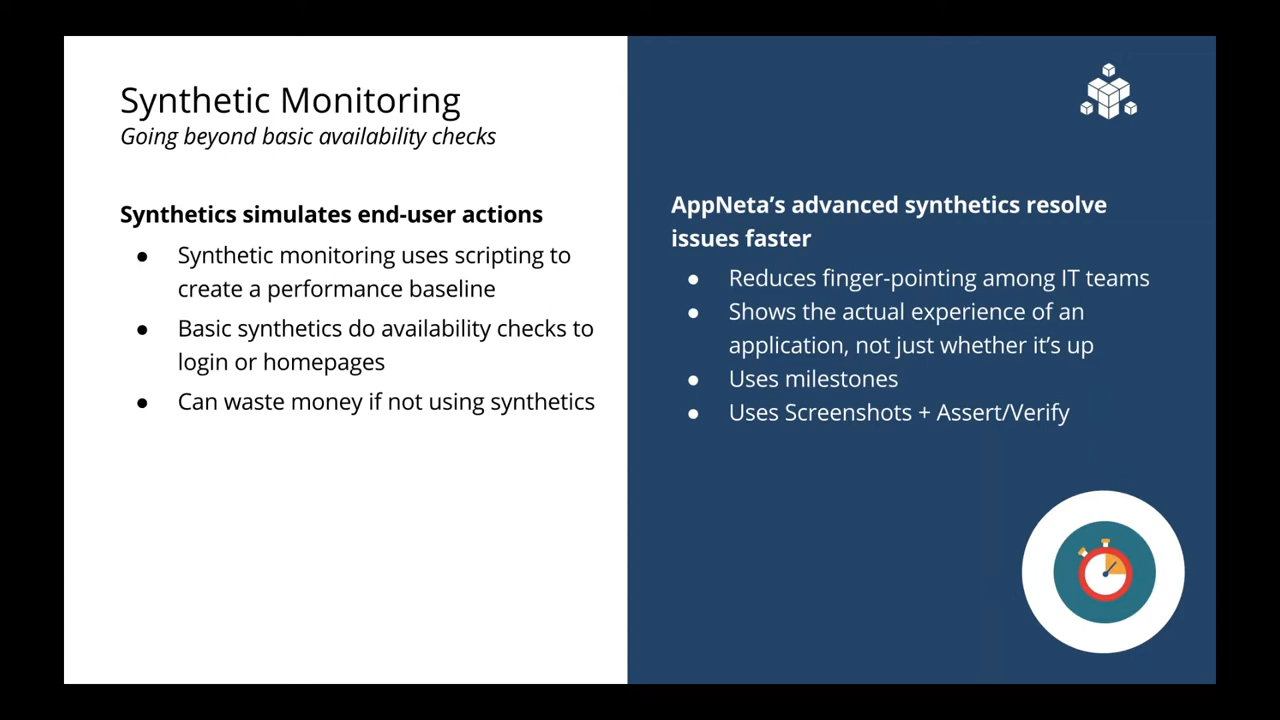 Synthetic Monitoring
Going beyond basic availability checks
Synthetics simulates end-user actions
● Synthetic monitoring uses scripting to
create a performance baseline
● Basic synthetics do availability checks to
login or homepages
● Can waste money if not using synthetics
AppNeta’s advanced synthetics resolve
issues faster
● Reduces finger-pointing among IT teams
● Shows the actual experience of an
application, not just whether it’s up
● Uses milestones
● Uses Screenshots + Assert/Verify